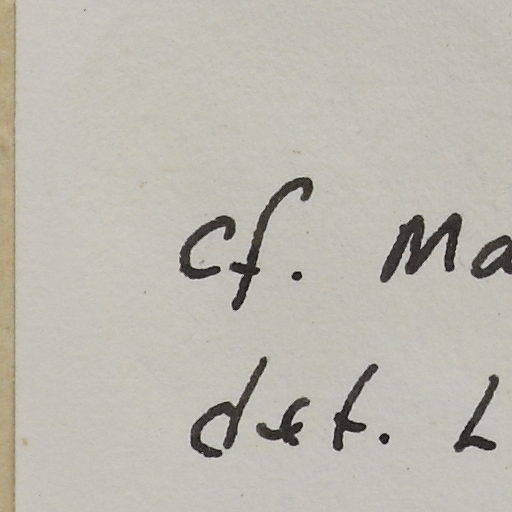 cf. Ma
det. L